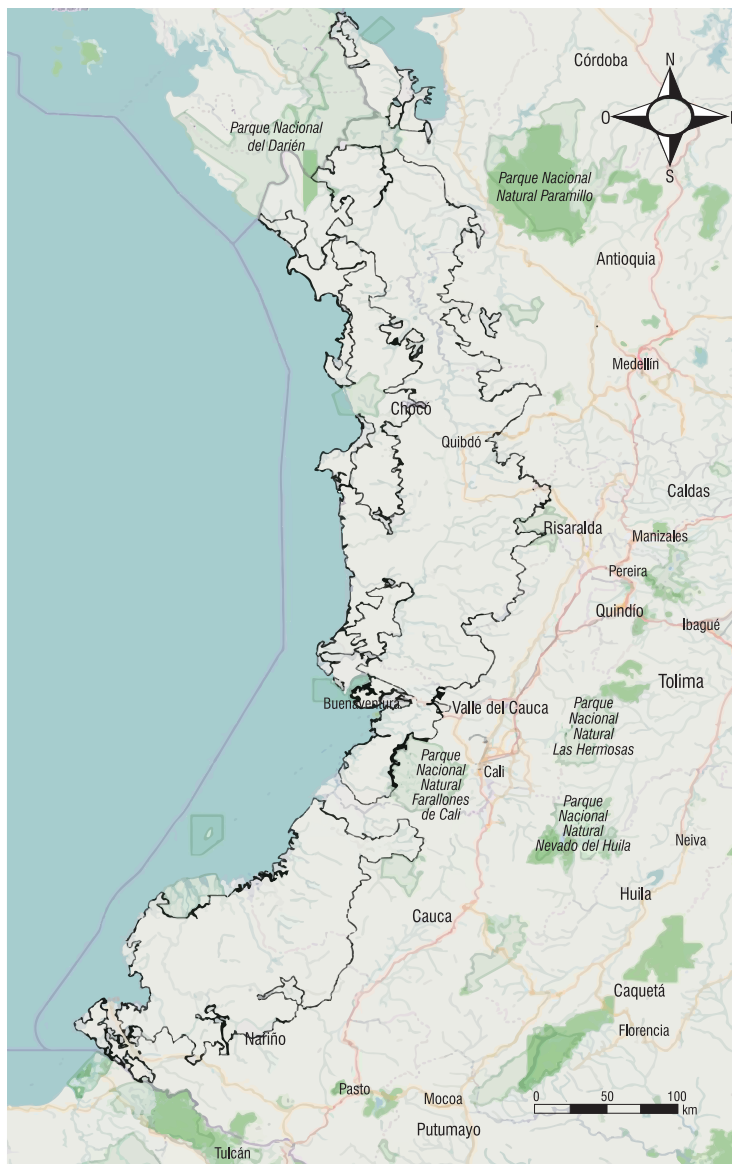 Córdoba
N
O
E
S
Parque Nacional
del Darién
Parque Nacional
Natural Paramillo
Antioquia
Medellín
Chocó
Quibdó
Caldas
Risaralda
Manizales
Pereira
Quindío
Ibagué
Tolima
Buenaventura
Valle del Cauca
Parque
Nacional
Natural
Las Hermosas
Parque
Nacional
Natural
Farallones
de Cali
Cali
Parque
Nacional
Natural
Nevado del Huila
Neiva
Huila
Cauca
Caquetá
Florencia
Nariño
Pasto
Mocoa
Putumayo
Tulcán
0 50 100
km